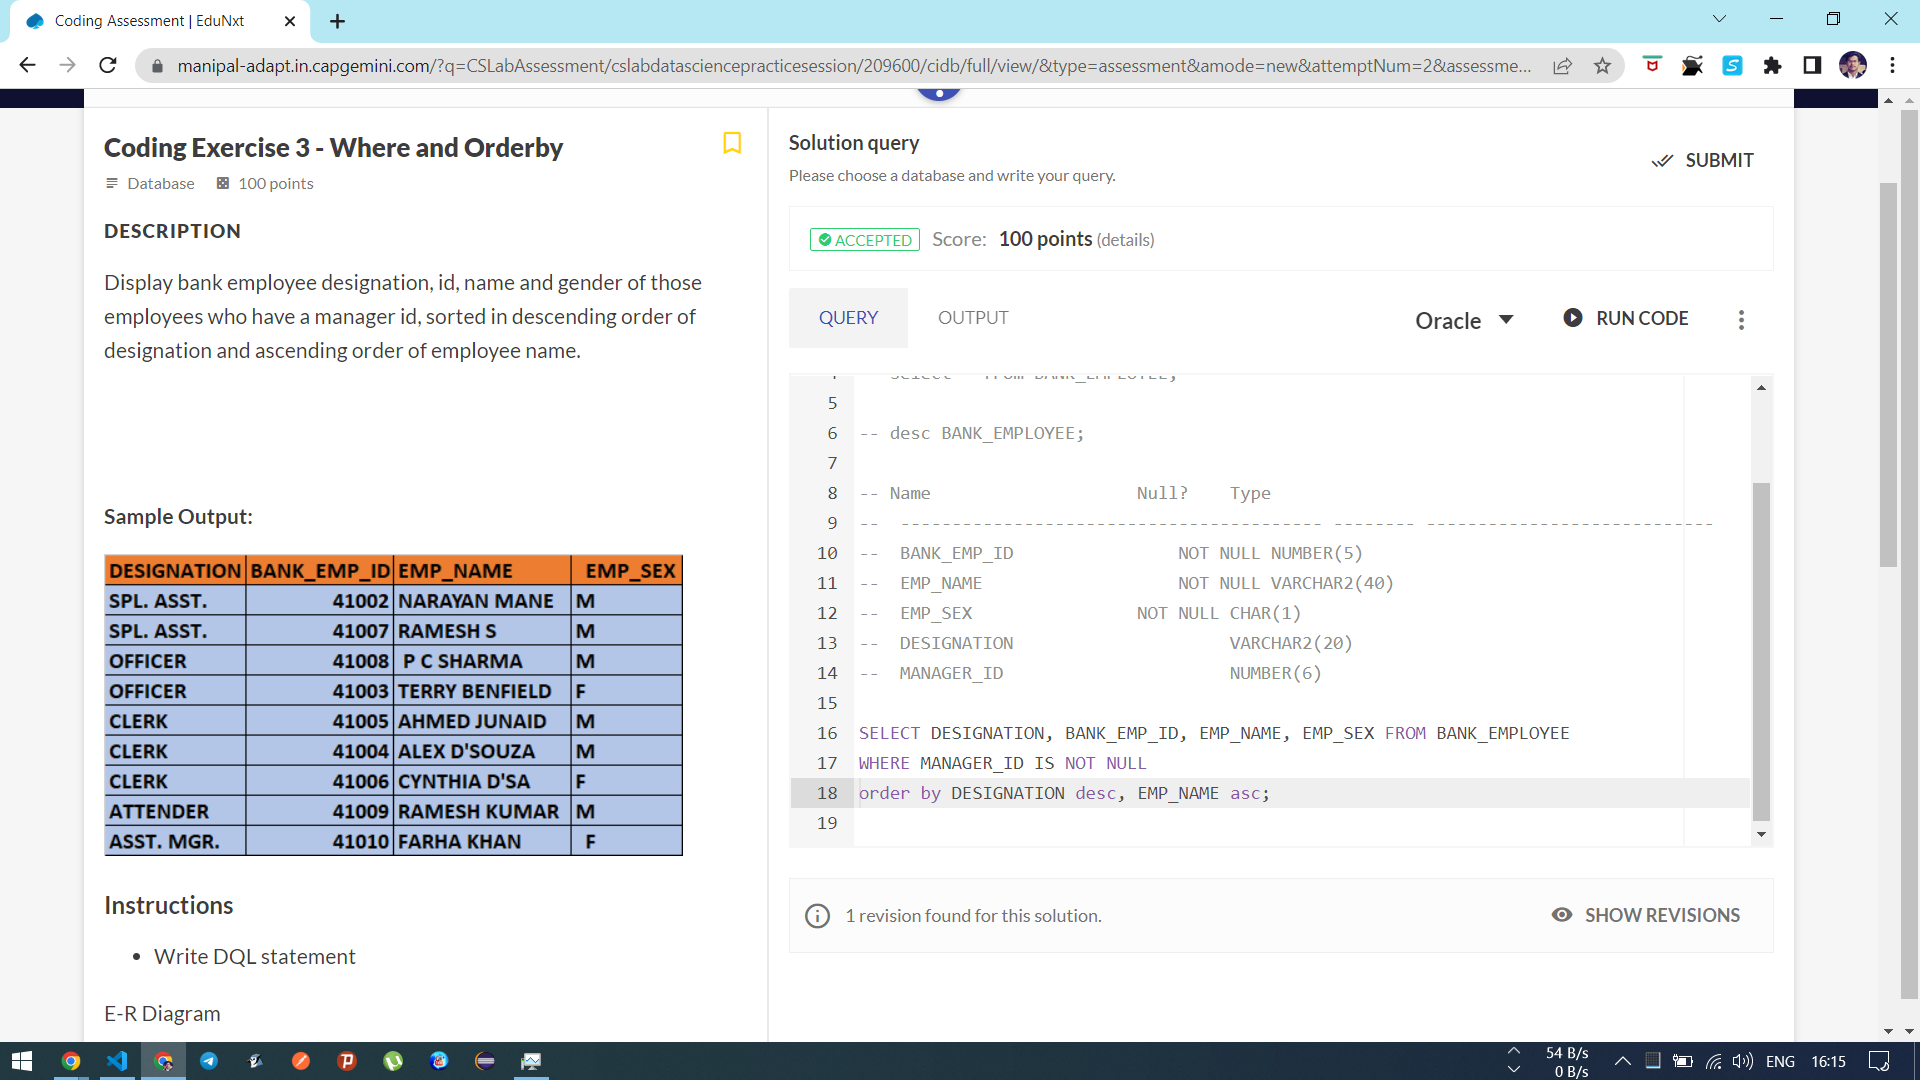 Coding Assessment | EduNxt
manipal-adapt.in.capgemini.com/?q=CSLabAssessment/cslabdatasciencepracticesession/209600/cidb/full/view/&type=assessment&amode=new&attemptNum=2&assessme...
Coding Exercise 3 - Where and Orderby
Database 100 points
DESCRIPTION
Display bank employee designation, id, name and gender of those
employees who have a manager id, sorted in descending order of
designation and ascending order of employee name.
Sample Output:
DESIGNATION BANK_EMP_ID EMP_NAME EMP_SEX
SPL. ASST. 41002 NARAYAN MANE M
SPL. ASST. 41007 RAMESH S M
OFFICER 41008 P C SHARMA M
OFFICER 41003 TERRY BENFIELD F
CLERK 41005 AHMED JUNAID M
CLERK 41004 ALEX D'SOUZA M
CLERK 41006 CYNTHIA D'SA F
ATTENDER 41009 RAMESH KUMAR M
ASST. MGR. 41010 FARHA KHAN F
Instructions
• Write DQL statement
E-R Diagram
Solution query
Please choose a database and write your query.
SUBMIT
ACCEPTED Score: 100 points (details)
QUERY OUTPUT Oracle RUN CODE
5
6 -- desc BANK_EMPLOYEE;
7
8 -- Name Null? Type
9 -- ----------------------------------------- -------- ----------------------------
10 -- BANK_EMP_ID NOT NULL NUMBER(5)
11 -- EMP_NAME NOT NULL VARCHAR2(40)
12 -- EMP_SEX NOT NULL CHAR(1)
13 -- DESIGNATION VARCHAR2(20)
14 -- MANAGER_ID NUMBER(6)
15
16 SELECT DESIGNATION, BANK_EMP_ID, EMP_NAME, EMP_SEX FROM BANK_EMPLOYEE
17 WHERE MANAGER_ID IS NOT NULL
18 order by DESIGNATION desc, EMP_NAME asc;
19
1 revision found for this solution. SHOW REVISIONS
54 B/s
0 B/s
ENG 16:15